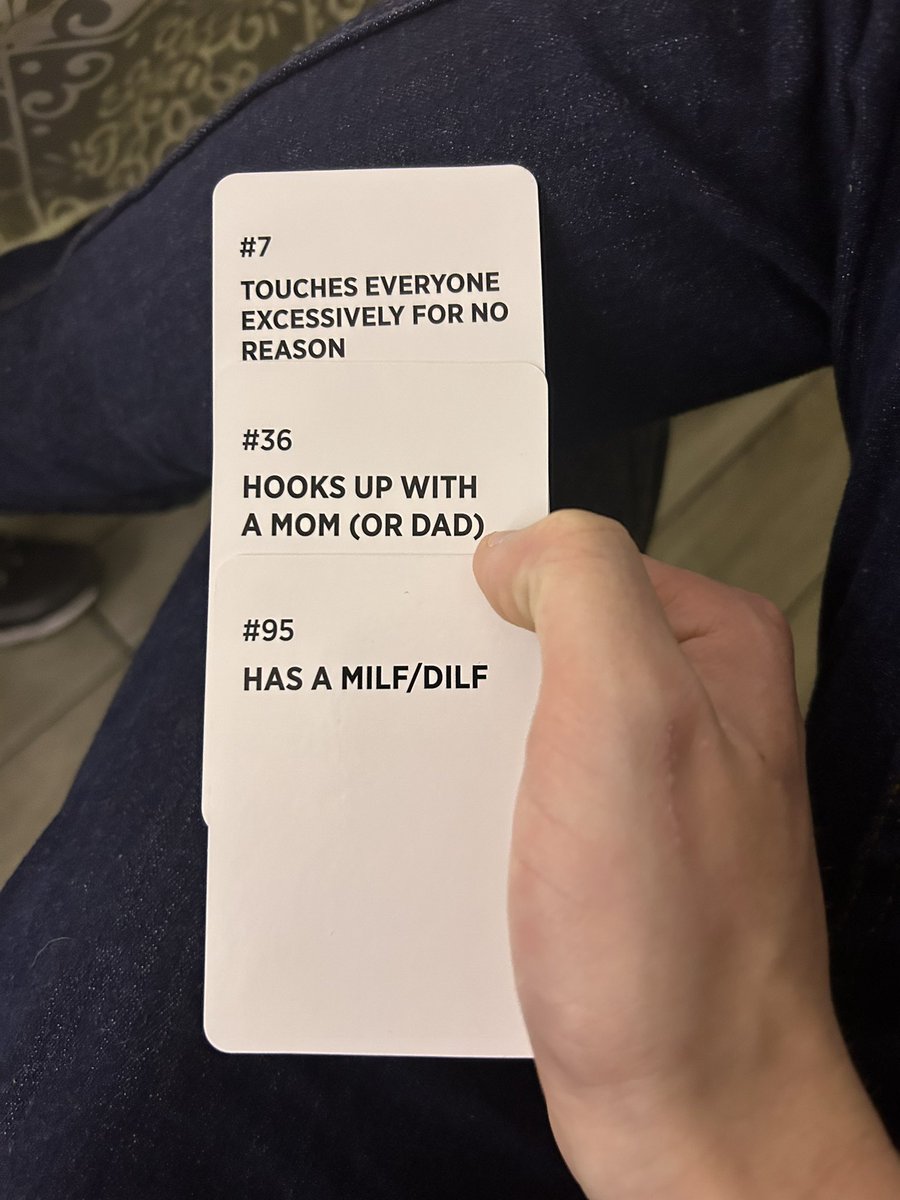 #7
TOUCHES EVERYONE
EXCESSIVELY FOR NO
REASON
#36
HOOKS UP WITH
A MOM (OR DAD)
#95
HAS A MILF/DILF